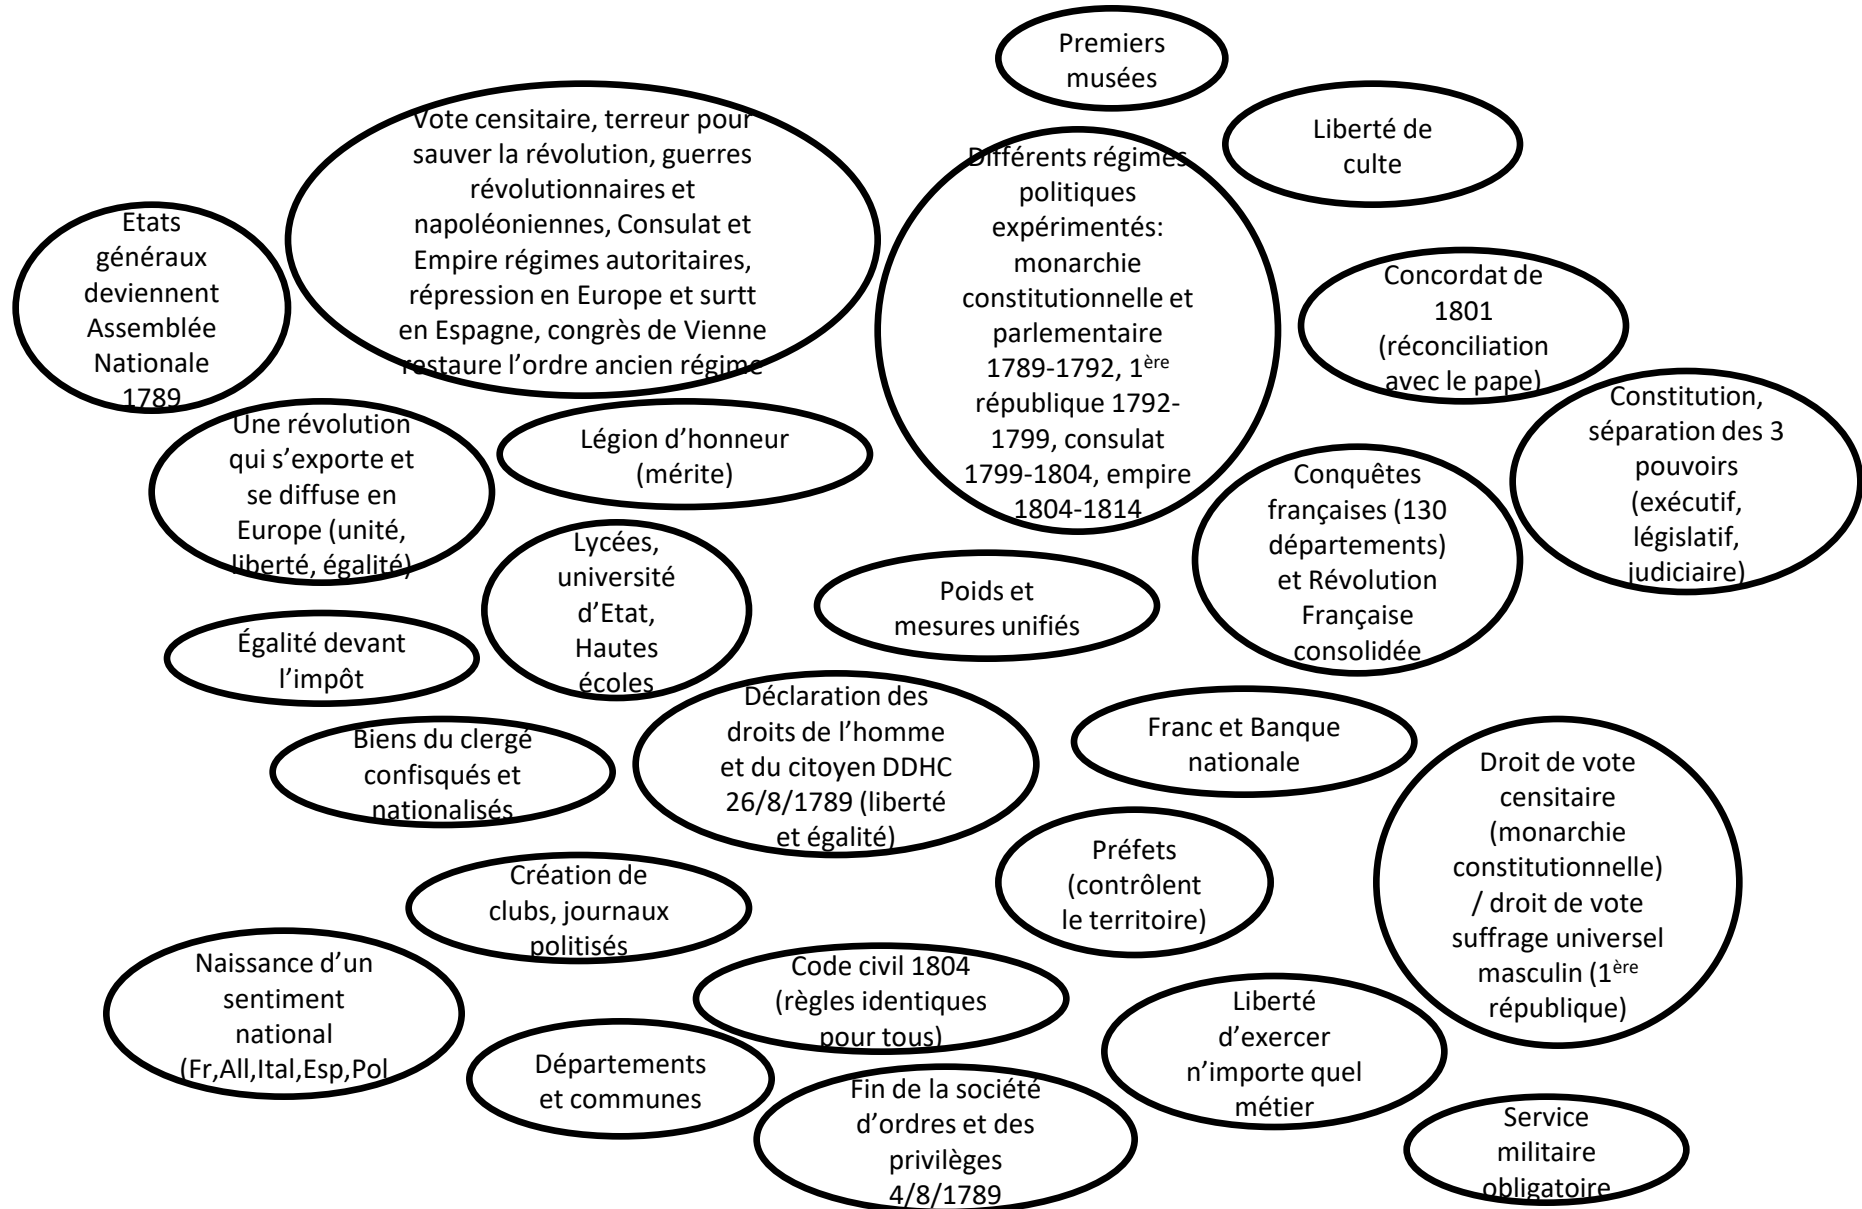 Premiers
musées
Vote censitaire, terreur pour
sauver la révolution, guerres
révolutionnaires et
napoléoniennes, Consulat et
Empire régimes autoritaires,
répression en Europe et surtt
en Espagne, congrès de Vienne
restaure l’ordre ancien régime
Différents régimes
politiques
expérimentés:
monarchie
constitutionnelle et
parlementaire
1789-1792, 1ère
république 1792-
1799, consulat
1799-1804, empire
1804-1814
Liberté de
culte
Etats
généraux
deviennent
Assemblée
Nationale
1789
Concordat de
1801
(réconciliation
avec le pape)
Constitution,
séparation des 3
pouvoirs
(exécutif,
législatif,
judiciaire)
Une révolution
qui s’exporte et
se diffuse en
Europe (unité,
liberté, égalité)
Légion d’honneur
(mérite)
Conquêtes
françaises (130
départements)
et Révolution
Française
consolidée
Lycées,
université
d’Etat,
Hautes
écoles
Poids et
mesures unifiés
Égalité devant
l’impôt
Déclaration des
droits de l’homme
et du citoyen DDHC
26/8/1789 (liberté
et égalité)
Franc et Banque
nationale
Biens du clergé
confisqués et
nationalisés
Droit de vote
censitaire
(monarchie
constitutionnelle)
/ droit de vote
suffrage universel
masculin (1ère
république)
Préfets
(contrôlent
le territoire)
Création de
clubs, journaux
politisés
Naissance d’un
sentiment
national
(Fr,All,Ital,Esp,Pol
Code civil 1804
(règles identiques
pour tous)
Liberté
d’exercer
n’importe quel
métier
Départements
et communes
Fin de la société
d’ordres et des
privilèges
4/8/1789
Service
militaire
obligatoire